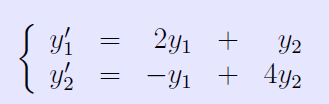 y₁′ = 2y₁ + y₂
y₂′ = −y₁ + 4y₂